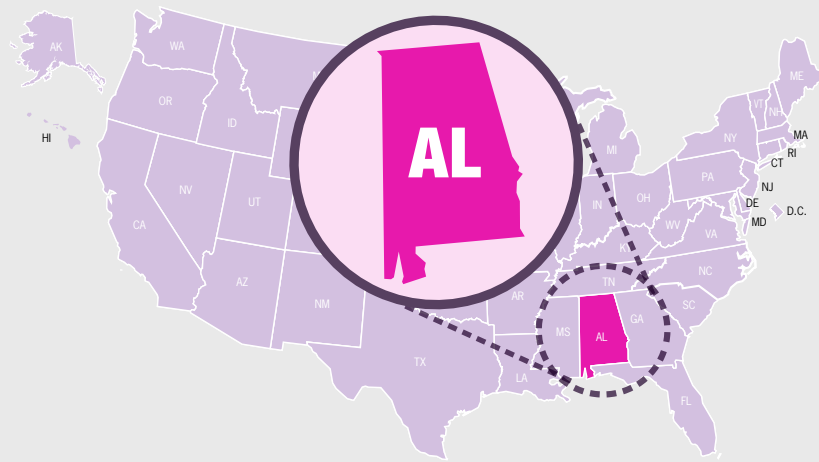 AK
WA
ME
VT
NH
OR
ID
HI
NY
MA
MI
RI
CT
PA
AL
NV
UT
NJ
OH
IN
DE
D.C.
CA
WV
MD
VA
KY
NC
AZ
TN
NM
AR
SC
GA
MS
AL
TX
LA
FL